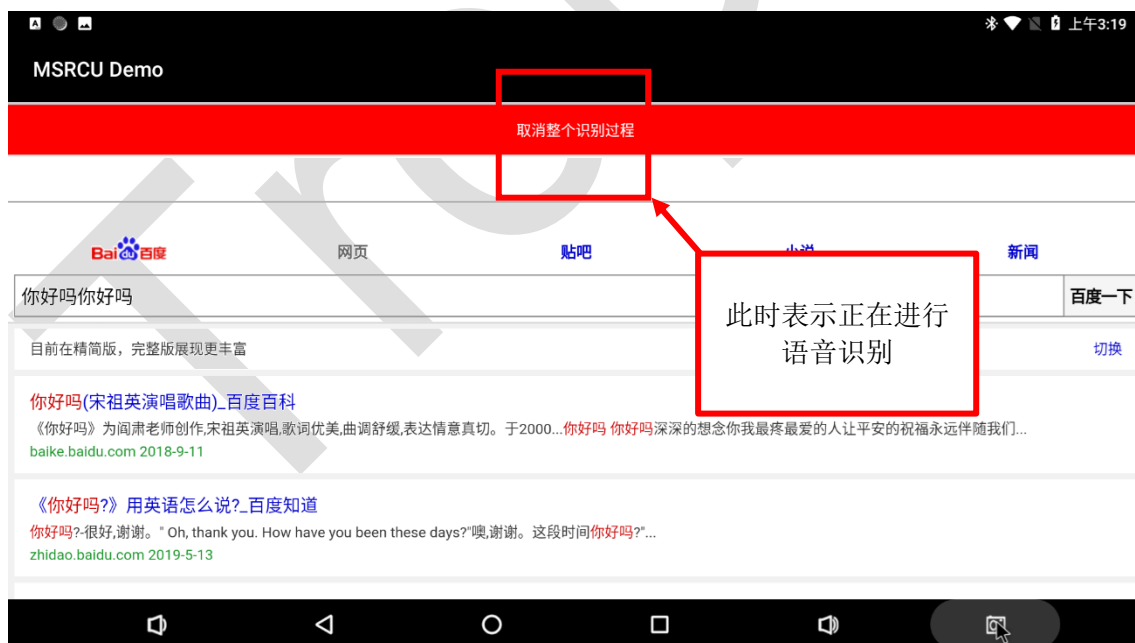 上午3:19
MSRCU Demo
取消整个识别过程
Bai du 百度 网页 贴吧 小说 新闻
你好吗你好吗 百度一下
此时表示正在进行
语音识别
目前在精简版，完整版展现更丰富 切换
你好吗(宋祖英演唱歌曲)_百度百科
《你好吗》为阎肃老师创作,宋祖英演唱,歌词优美,曲调舒缓,表达情意真切。于2000...你好吗 你好吗深深的想念你我最疼最爱的人让平安的祝福永远伴随我们...
baike.baidu.com 2018-9-11
《你好吗?》用英语怎么说?_百度知道
你好吗?-很好,谢谢。" Oh, thank you. How have you been these days?"噢,谢谢。这段时间你好吗?"...
zhidao.baidu.com 2019-5-13